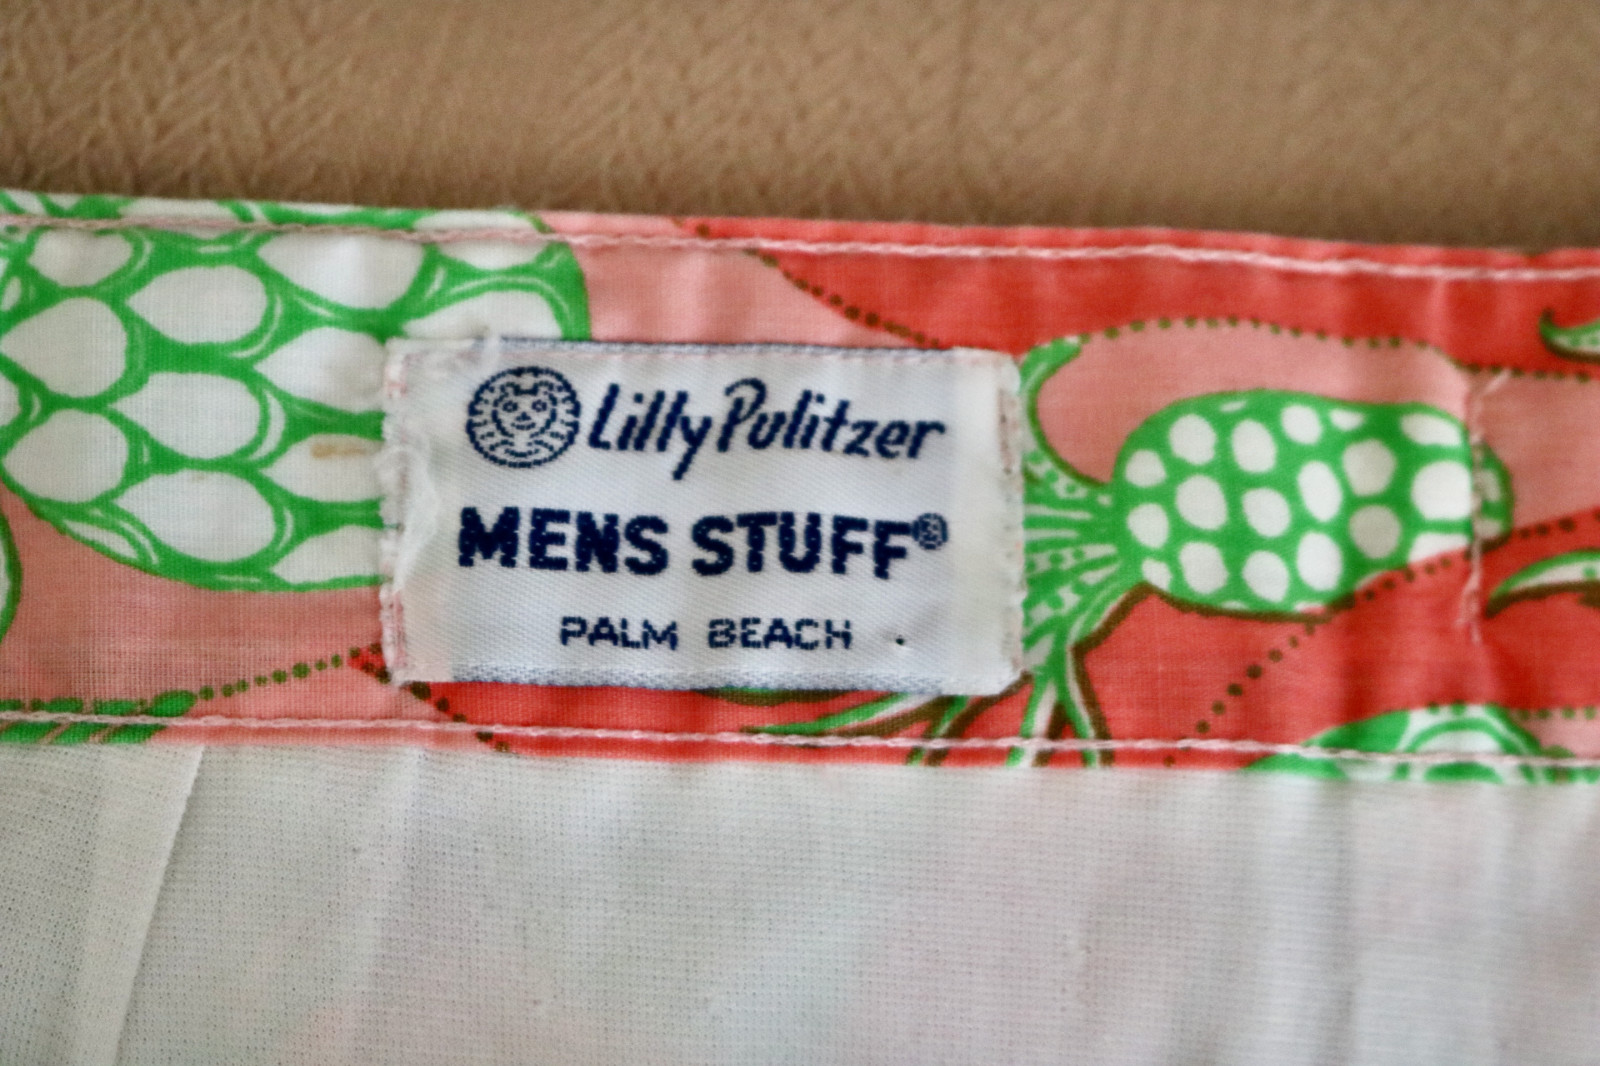 Lilly Pulitzer
MENS STUFF®
PALM BEACH